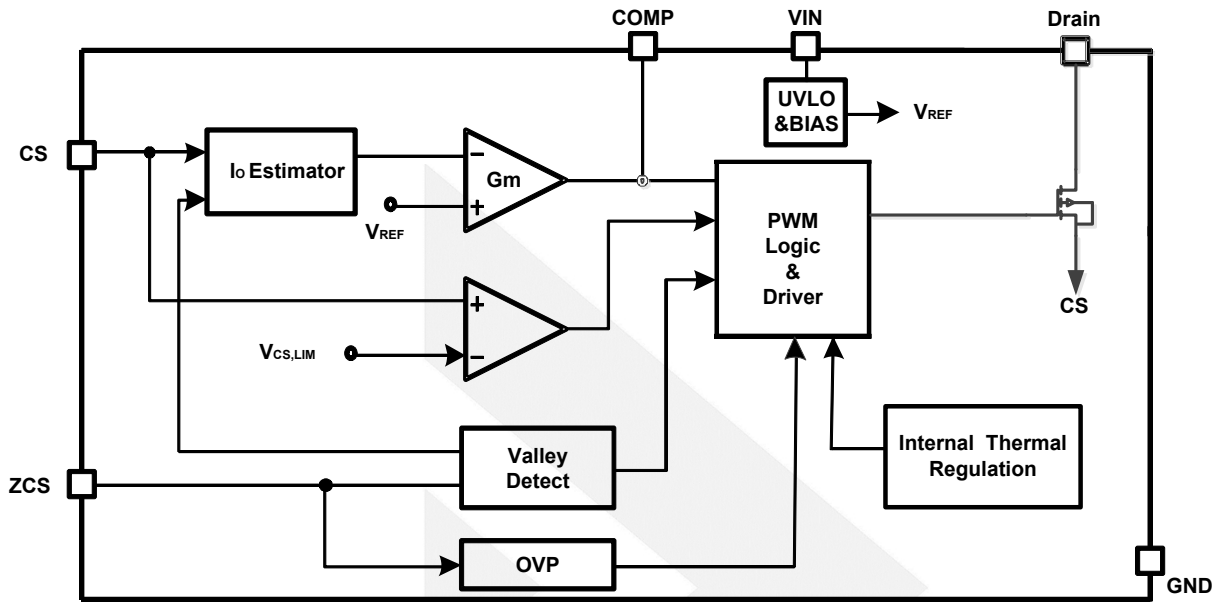 COMP
VIN
Drain
UVLO
&BIAS
VREF
CS
IO Estimator
−
Gm
+
VREF
PWM
Logic
&
Driver
+
−
VCS,LIM
CS
Valley
Detect
Internal Thermal
Regulation
ZCS
OVP
GND